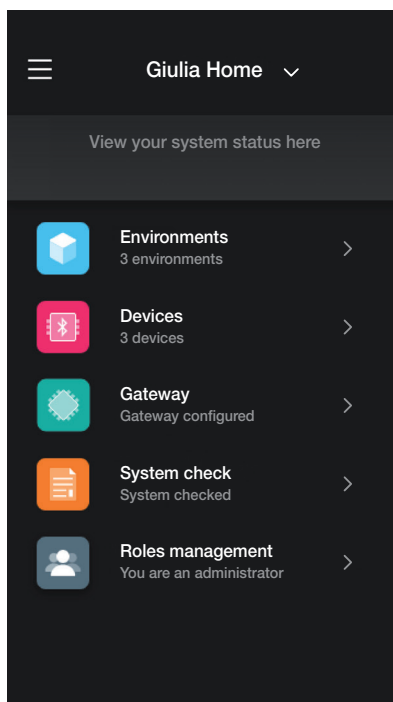 Giulia Home
View your system status here
Environments
3 environments
Devices
3 devices
Gateway
Gateway configured
System check
System checked
Roles management
You are an administrator